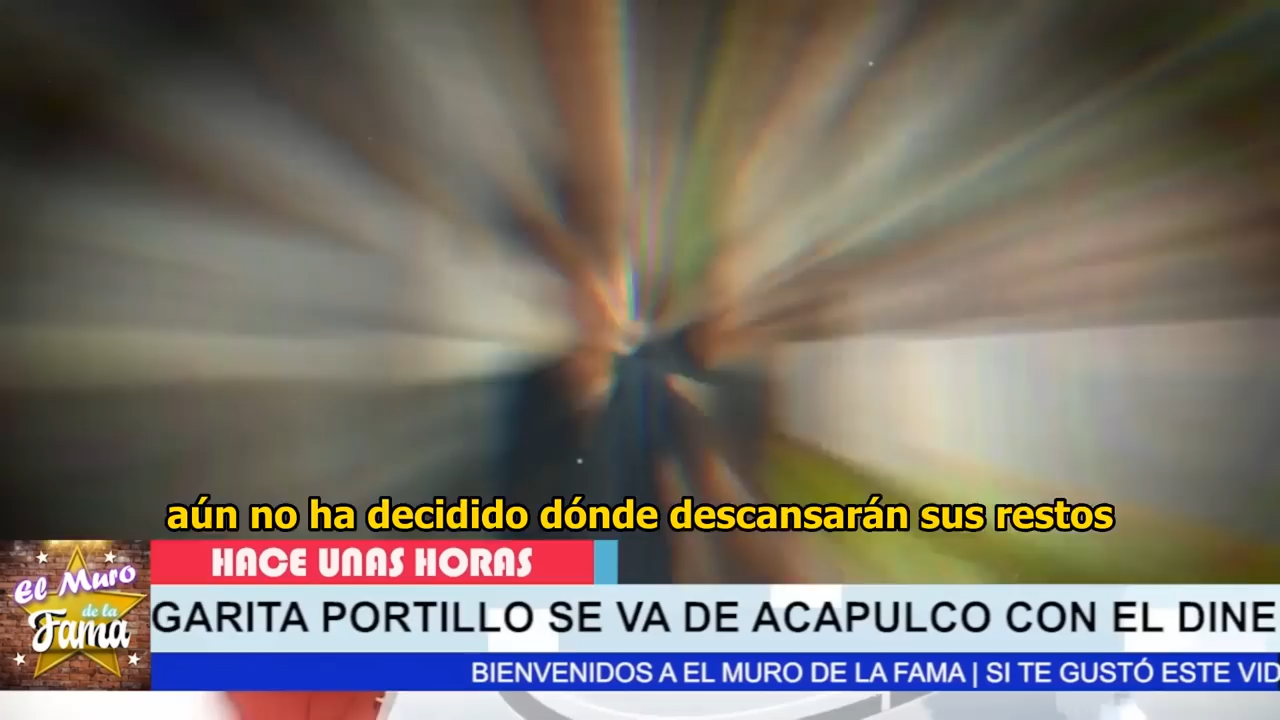 aún no ha decidido dónde descansarán sus restos
HACE UNAS HORAS
El Muro
de la
Fama
GARITA PORTILLO SE VA DE ACAPULCO CON EL DINE
BIENVENIDOS A EL MURO DE LA FAMA | SI TE GUSTÓ ESTE VID